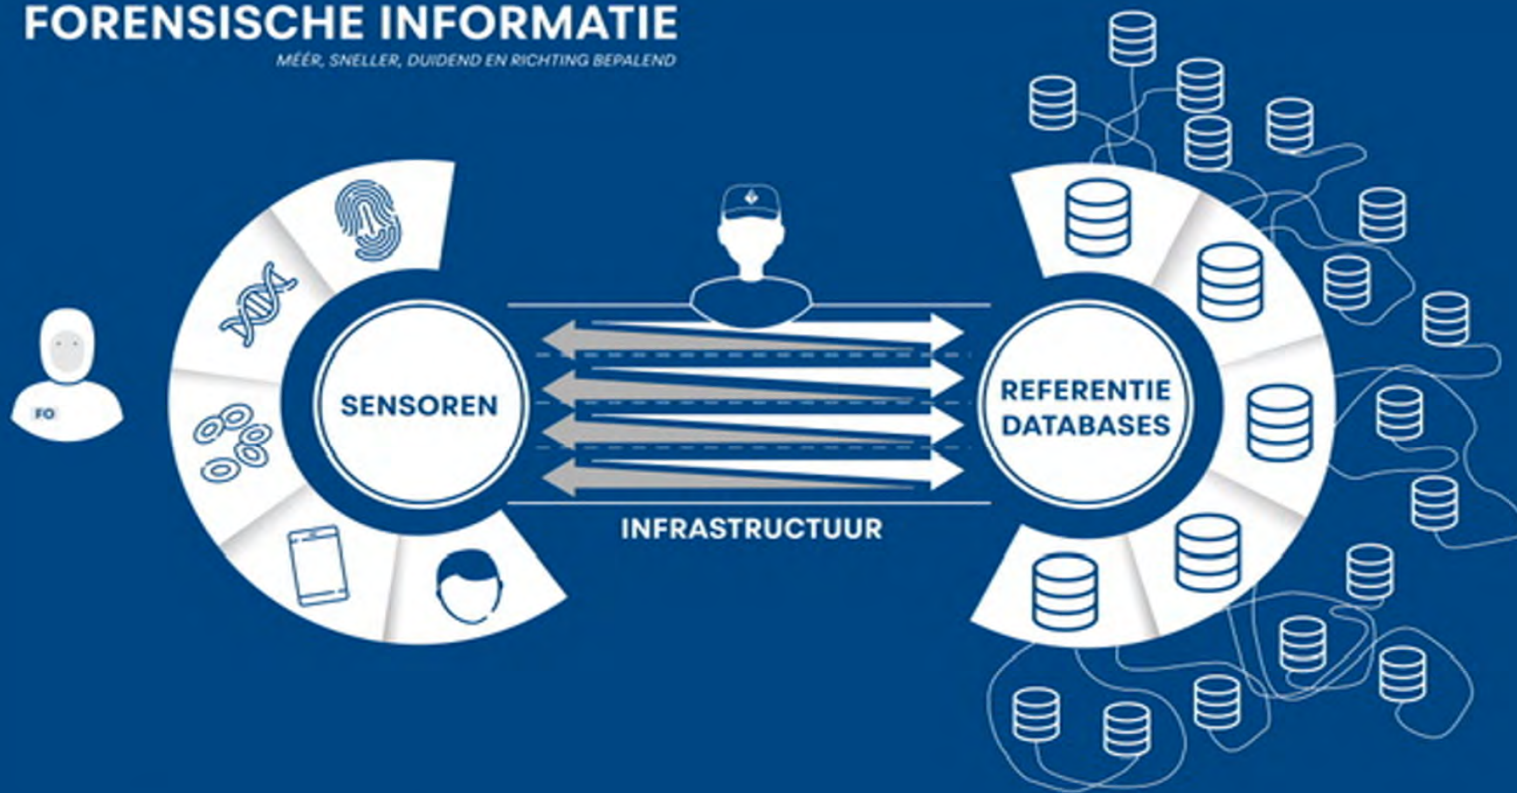 FORENSISCHE INFORMATIE
MÉÉR, SNELLER, DUIDEND EN RICHTING BEPALEND
FO
SENSOREN
REFERENTIE
DATABASES
INFRASTRUCTUUR